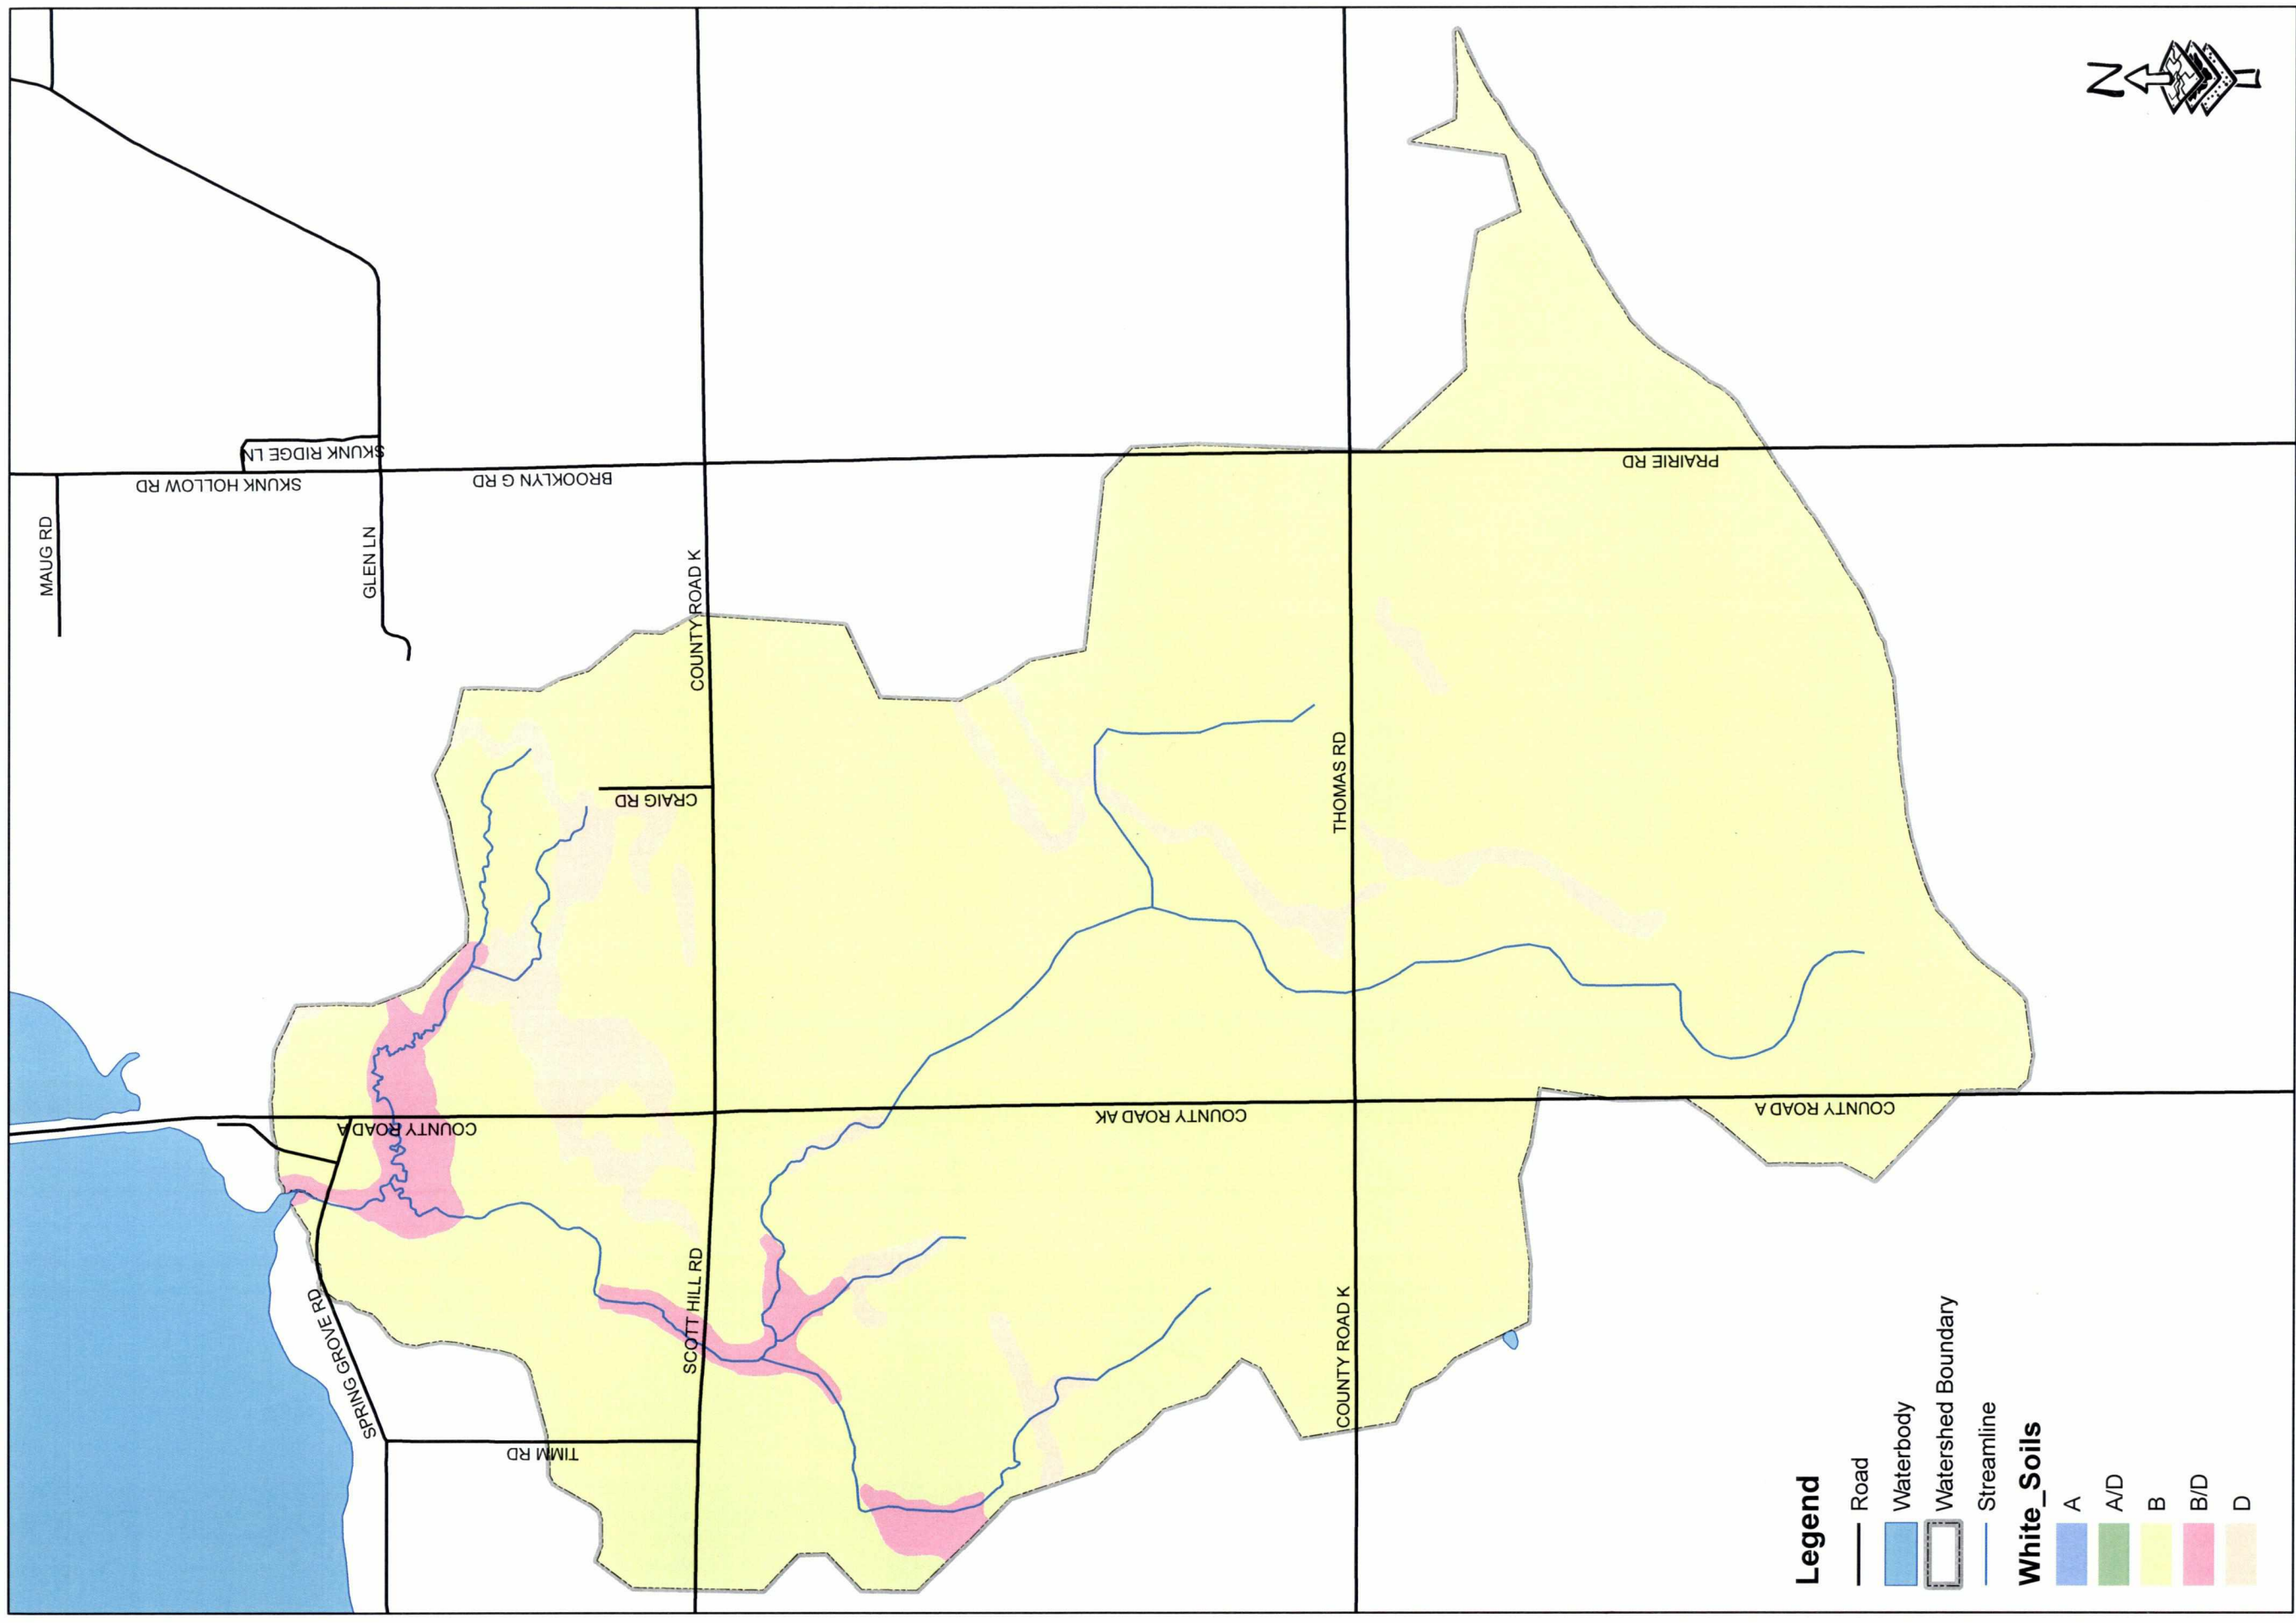 MAUG RD
SKUNK HOLLOW RD
SKUNK RIDGE LN
GLEN LN
BROOKLYN G RD
COUNTY ROAD K
CRAIG RD
COUNTY ROAD A
SPRING GROVE RD
TIMM RD
SCOTT HILL RD
COUNTY ROAD AK
THOMAS RD
COUNTY ROAD K
PRAIRIE RD
COUNTY ROAD A
N
Legend
Road
Waterbody
Watershed Boundary
Streamline
White_Soils
A
A/D
B
B/D
D